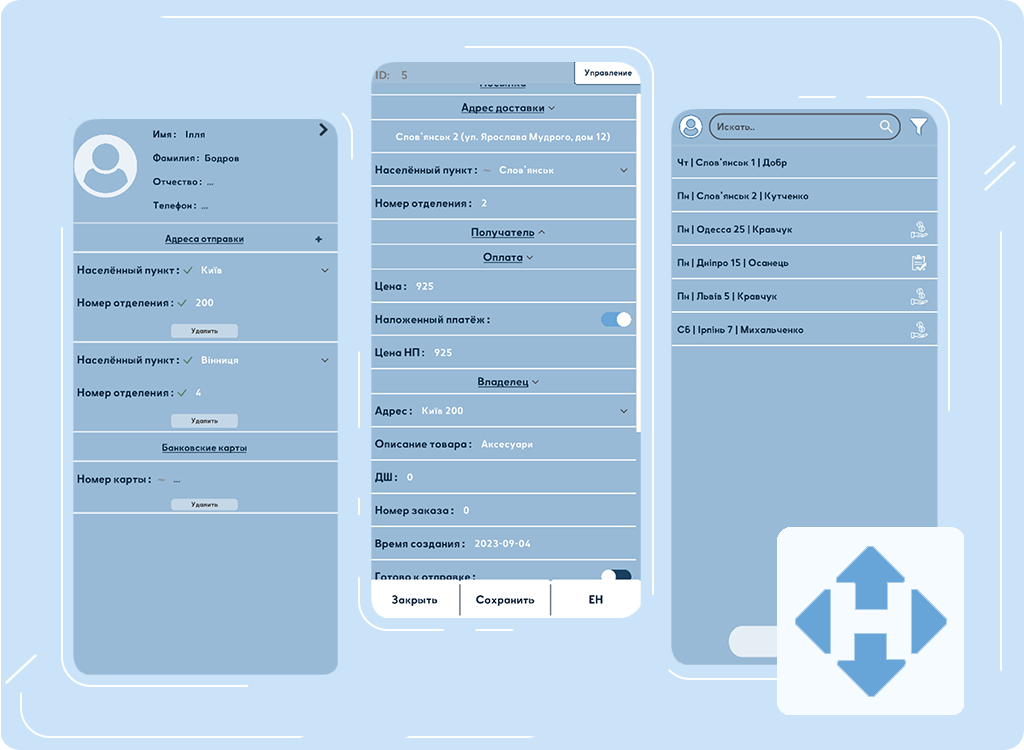 Имя: Ілля
Фамилия: Бодров
Отчество: ...
Телефон: ...
Адреса отправки +
Населённый пункт: Київ
Номер отделения: 200
Удалить
Населённый пункт: Вінниця
Номер отделения: 4
Удалить
Банковские карты
Номер карты: ~ ...
Удалить
ID: 5
Управление
Адрес доставки
Слов'янськ 2 (ул. Ярослава Мудрого, дом 12)
Населённый пункт: ~ Слов'янськ
Номер отделения: 2
Получатель
Оплата
Цена: 925
Наложенный платёж:
Цена НП: 925
Владелец
Адрес: Київ 200
Описание товара: Аксесуари
ДШ: 0
Номер заказа: 0
Время создания: 2023-09-04
Готово к отправке:
Закрыть
Сохранить
ЕН
Искать..
Чт | Слов'янськ 1 | Добр
Пн | Слов'янськ 2 | Кутченко
Пн | Одесса 25 | Кравчук
Пн | Дніпро 15 | Осанець
Пн | Львів 5 | Кравчук
Сб | Ірпінь 7 | Михальченко